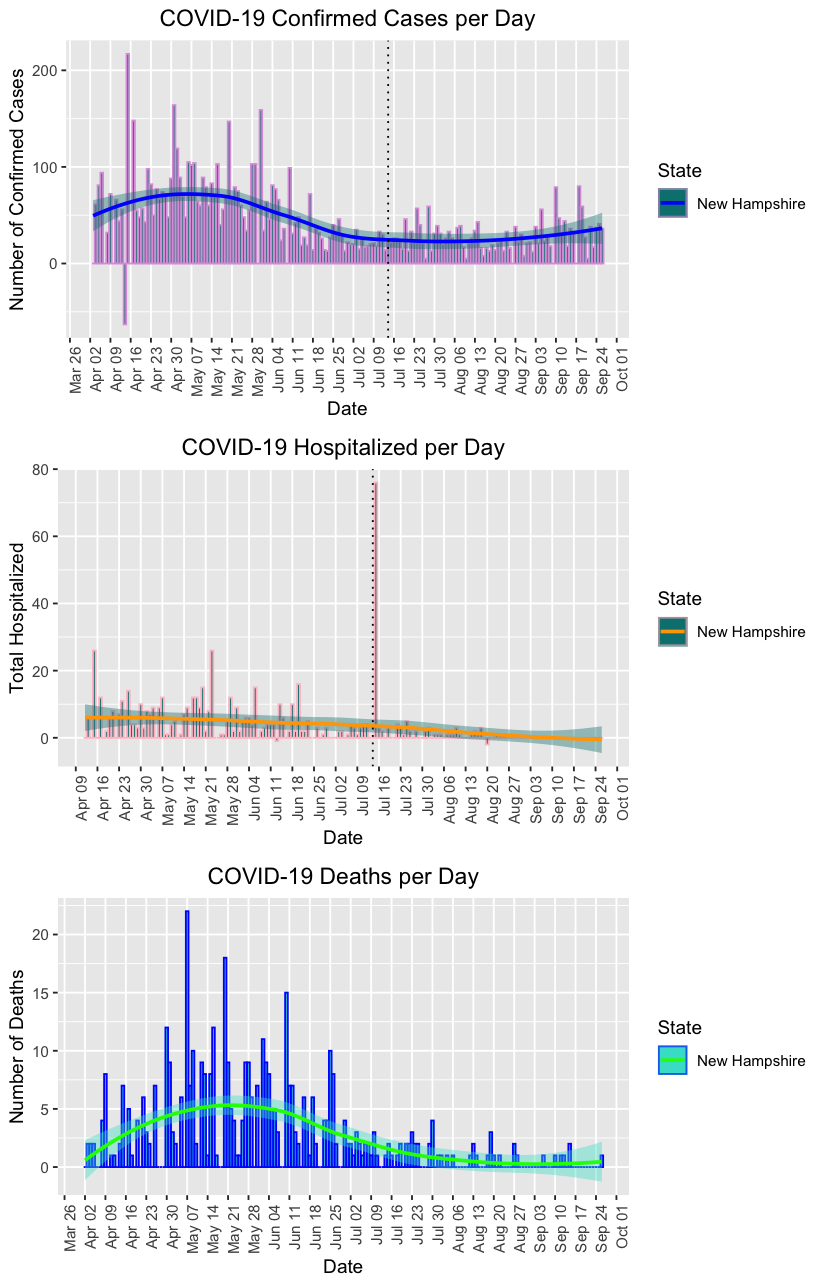 COVID-19 Confirmed Cases per Day
Number of Confirmed Cases
200
100
0
Mar 26
Apr 02
Apr 09
Apr 16
Apr 23
Apr 30
May 07
May 14
May 21
May 28
Jun 04
Jun 11
Jun 18
Jun 25
Jul 02
Jul 09
Jul 16
Jul 23
Jul 30
Aug 06
Aug 13
Aug 20
Aug 27
Sep 03
Sep 10
Sep 17
Sep 24
Oct 01
Date
State
New Hampshire
COVID-19 Hospitalized per Day
Total Hospitalized
80
60
40
20
0
Apr 09
Apr 16
Apr 23
Apr 30
May 07
May 14
May 21
May 28
Jun 04
Jun 11
Jun 18
Jun 25
Jul 02
Jul 09
Jul 16
Jul 23
Jul 30
Aug 06
Aug 13
Aug 20
Aug 27
Sep 03
Sep 10
Sep 17
Sep 24
Oct 01
Date
State
New Hampshire
COVID-19 Deaths per Day
Number of Deaths
20
15
10
5
0
Mar 26
Apr 02
Apr 09
Apr 16
Apr 23
Apr 30
May 07
May 14
May 21
May 28
Jun 04
Jun 11
Jun 18
Jun 25
Jul 02
Jul 09
Jul 16
Jul 23
Jul 30
Aug 06
Aug 13
Aug 20
Aug 27
Sep 03
Sep 10
Sep 17
Sep 24
Oct 01
Date
State
New Hampshire